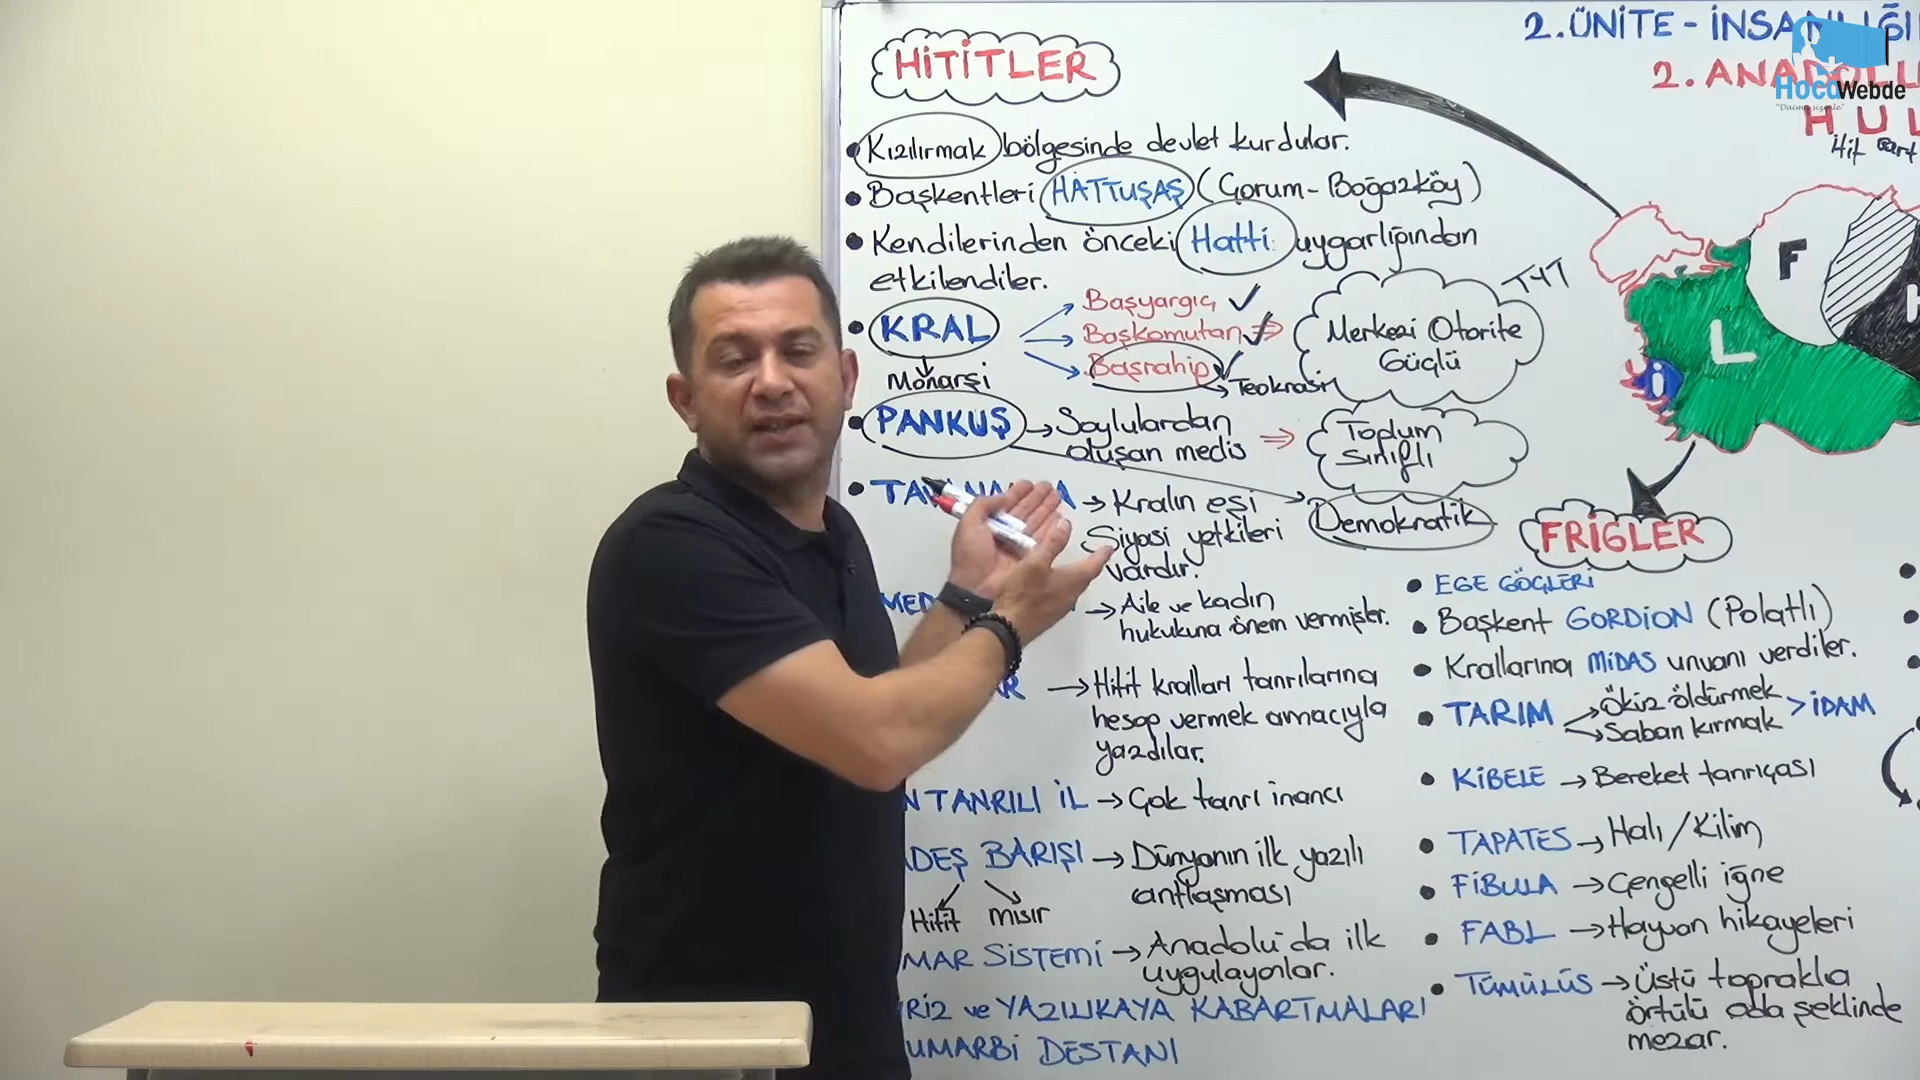 HİTİTLER
• Kızılırmak bölgesinde devlet kurdular.
• Başkentleri HATTUŞAŞ (Çorum-Boğazköy)
• Kendilerinden önceki Hatti uygarlığından
etkilendiler.
• KRAL
Monarşi
Başyargıç ✓
Başkomutan ✓
Başrahip ✓
Teokrasi
Merkezi Otorite
Güçlü
TYT
• PANKUŞ → Soylulardan
oluşan meclis
Toplum
Sınıflı
Demokratik
• → Kralın eşi
Siyasi yetkileri
vardır.
→ Aile ve kadın
hukukuna önem vermişler.
→ Hitit kralları tanrılarına
hesap vermek amacıyla
yazdılar.
N TANRILI İL → Çok tanrı inancı
DEŞ BARIŞI → Dünyanın ilk yazılı
antlaşması
Hitit mısır
MAR SİSTEMİ → Anadolu'da ilk
uygulayanlar.
RİZ ve YAZILIKAYA KABARTMALARI
UMARBİ DESTANI
2. ÜNİTE - İNSANLIĞI
2. ANADOLU
HocaWebde
"Daima sizinle"
F
L
İ
FRİGLER
• EGE GÖÇLERİ
• Başkent GORDİON (Polatlı)
• Krallarına MİDAS unvanı verdiler.
• TARIM → Öküz öldürmek
→ Saban kırmak > İDAM
• KİBELE → Bereket tanrıçası
• TAPATES → Halı/Kilim
• FİBULA → Çengelli iğne
• FABL → Hayvan hikayeleri
• TÜMÜLÜS → Üstü toprakla
örtülü oda şeklinde
mezar.